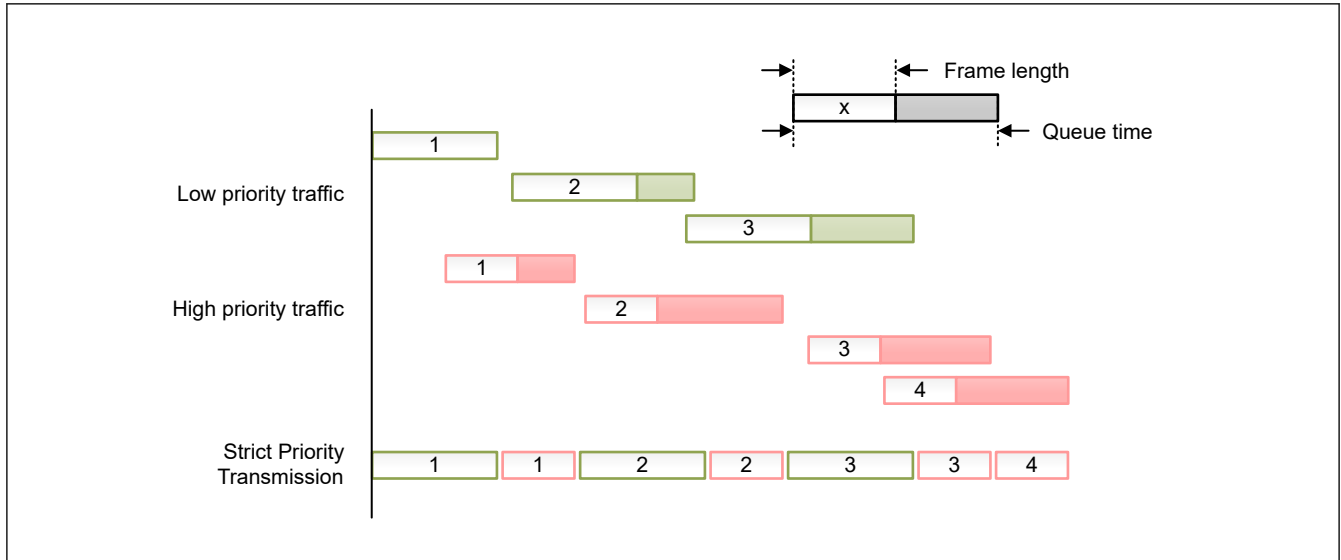 Frame length
x
Queue time
1
Low priority traffic
2
3
1
High priority traffic
2
3
4
Strict Priority
Transmission
1 1 2 2 3 3 4